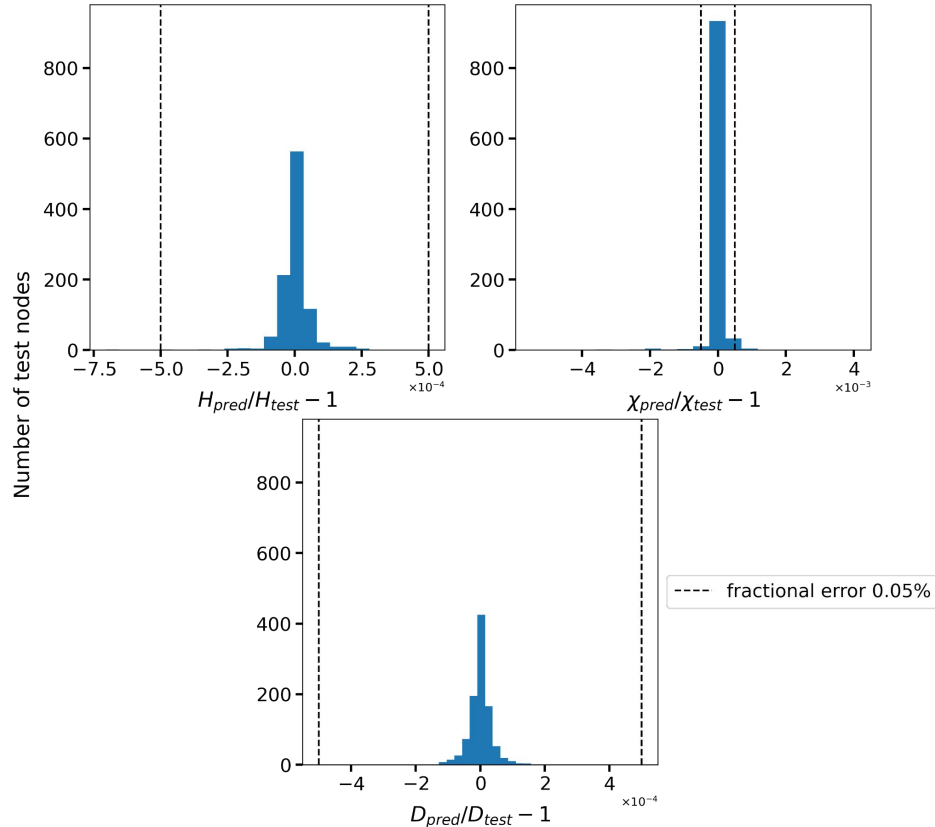 Number of test nodes
800
600
400
200
0
−7.5 −5.0 −2.5 0.0 2.5 5.0
×10⁻⁴
H_pred/H_test − 1
800
600
400
200
0
−4 −2 0 2 4
×10⁻³
χ_pred/χ_test − 1
800
600
400
200
0
−4 −2 0 2 4
×10⁻⁴
D_pred/D_test − 1
fractional error 0.05%